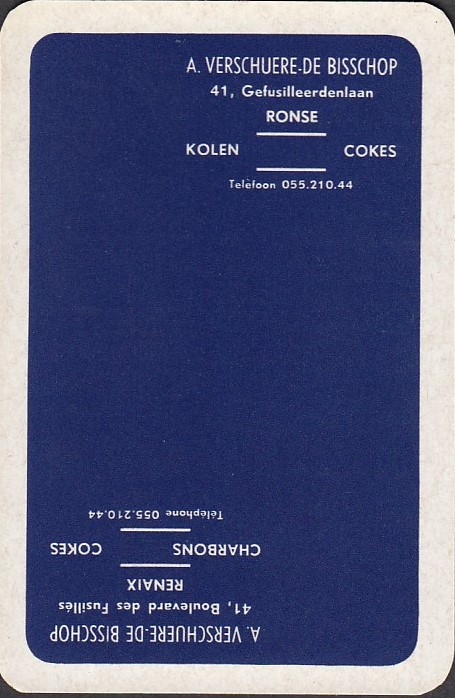 A. VERSCHUERE-DE BISSCHOP
41, Gefusilleerdenlaan
RONSE
KOLEN COKES
Telefoon 055.210.44
A. VERSCHUERE-DE BISSCHOP
41, Boulevard des Fusillés
RENAIX
CHARBONS COKES
Téléphone 055.210.44